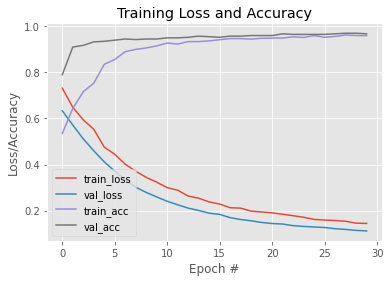 Training Loss and Accuracy
1.0
0.8
0.6
0.4
0.2
Loss/Accuracy
train_loss
val_loss
train_acc
val_acc
0 5 10 15 20 25 30
Epoch #